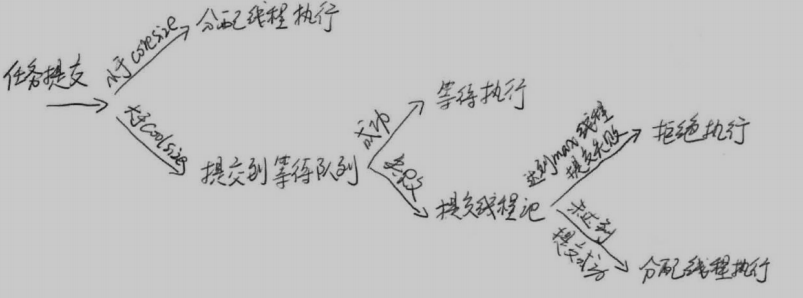 任务提交
小于coresize
分配线程执行
大于coolsize
提交到等待队列
成功
等待执行
失败
提交线程池
达到max线程
提交失败
拒绝执行
未达到
提交成功
分配线程执行